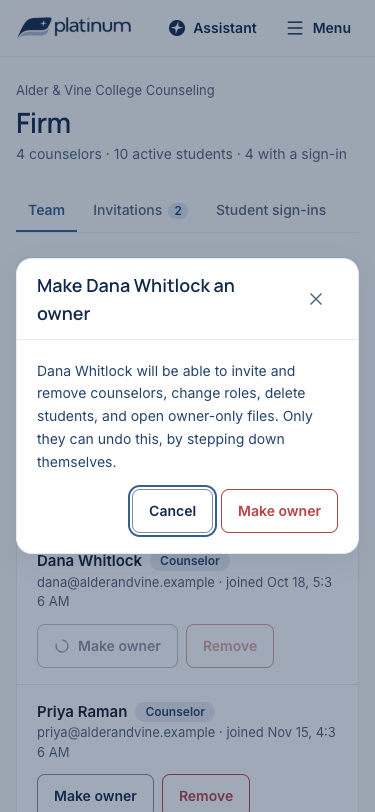 platinum
Assistant
Menu
Alder & Vine College Counseling
Firm
4 counselors · 10 active students · 4 with a sign-in
Team
Invitations 2
Student sign-ins
Make Dana Whitlock an
owner
Dana Whitlock will be able to invite and
remove counselors, change roles, delete
students, and open owner-only files. Only
they can undo this, by stepping down
themselves.
Cancel
Make owner
Dana Whitlock Counselor
dana@alderandvine.example · joined Oct 18, 5:3
6 AM
Make owner
Remove
Priya Raman Counselor
priya@alderandvine.example · joined Nov 15, 4:3
6 AM
Make owner
Remove